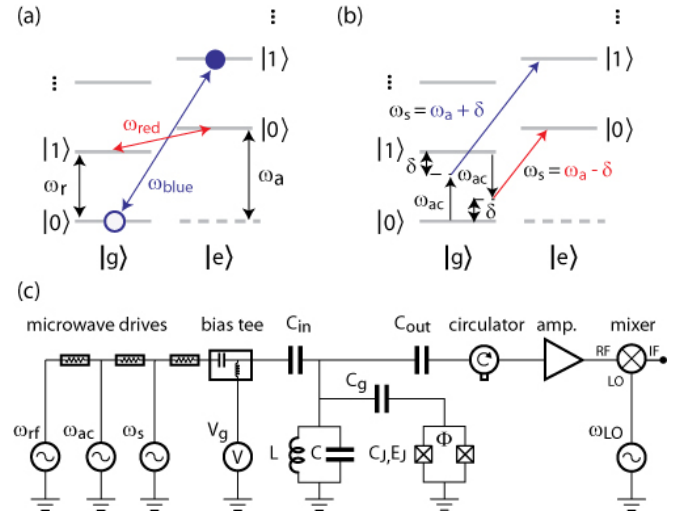 (a)
(b)
|1⟩
|0⟩
|1⟩
|0⟩
ω_red
ω_blue
ω_r
ω_a
|g⟩
|e⟩
|1⟩
|0⟩
|1⟩
|0⟩
ω_s = ω_a + δ
ω_s = ω_a - δ
δ
ω_ac
ω_ac
δ
|g⟩
|e⟩
(c)
microwave drives
bias tee
C_in
C_out
circulator
amp.
mixer
RF
IF
LO
C_g
ω_rf
ω_ac
ω_s
V_g
V
L
C
C_J,E_J
Φ
ω_LO